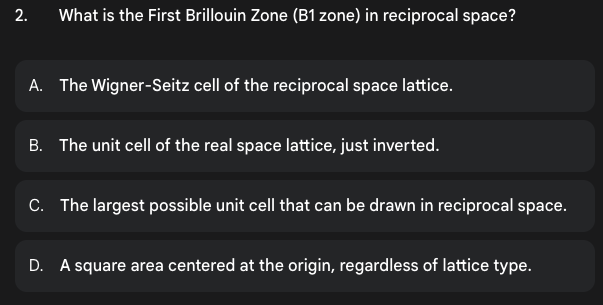 2. What is the First Brillouin Zone (B1 zone) in reciprocal space?
A. The Wigner-Seitz cell of the reciprocal space lattice.
B. The unit cell of the real space lattice, just inverted.
C. The largest possible unit cell that can be drawn in reciprocal space.
D. A square area centered at the origin, regardless of lattice type.